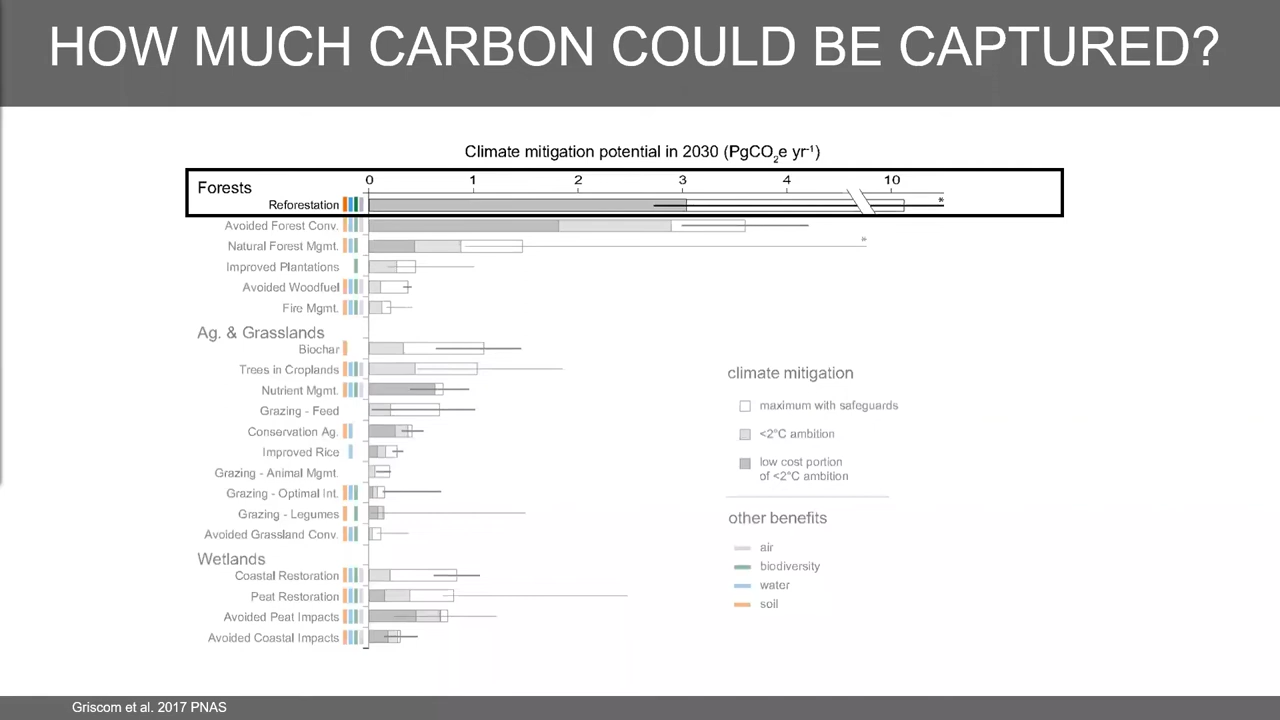 HOW MUCH CARBON COULD BE CAPTURED?
Climate mitigation potential in 2030 (PgCO2e yr-1)
0 1 2 3 4 10
Forests
Reforestation
*
Avoided Forest Conv.
Natural Forest Mgmt.
*
Improved Plantations
Avoided Woodfuel
Fire Mgmt.
Ag. & Grasslands
Biochar
Trees in Croplands
Nutrient Mgmt.
Grazing - Feed
Conservation Ag.
Improved Rice
Grazing - Animal Mgmt.
Grazing - Optimal Int.
Grazing - Legumes
Avoided Grassland Conv.
Wetlands
Coastal Restoration
Peat Restoration
Avoided Peat Impacts
Avoided Coastal Impacts
climate mitigation
maximum with safeguards
<2°C ambition
low cost portion
of <2°C ambition
other benefits
air
biodiversity
water
soil
Griscom et al. 2017 PNAS